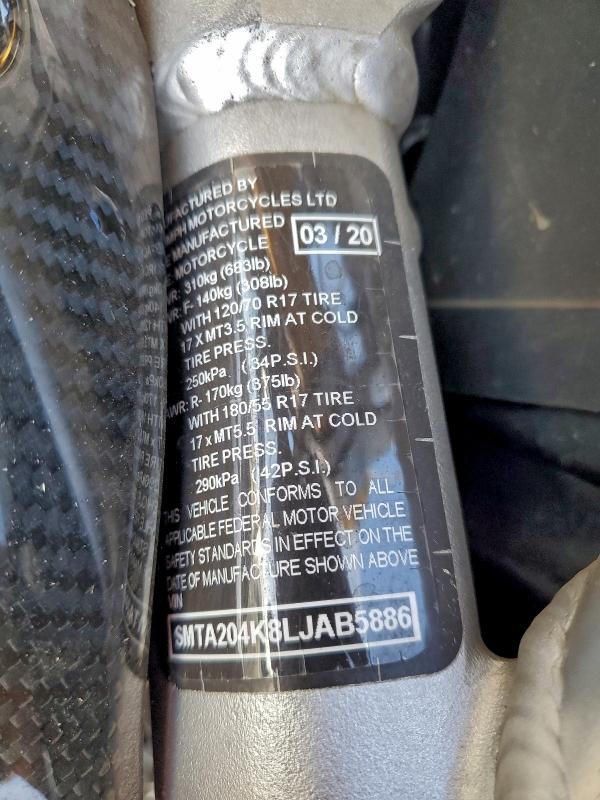 FACTURED BY
MPH MOTORCYCLES LTD
MANUFACTURED
03 / 20
MOTORCYCLE
WR: 310kg (683lb)
WR: F- 140kg (308lb)
WITH 120/70 R17 TIRE
17 X MT3.5 RIM AT COLD
TIRE PRESS.
250kPa (34P.S.I.)
AWR: R- 170kg (375lb)
WITH 180/55 R17 TIRE
17 x MT5.5 RIM AT COLD
TIRE PRESS.
290kPa (42P.S.I.)
THIS VEHICLE CONFORMS TO ALL
APPLICABLE FEDERAL MOTOR VEHICLE
SAFETY STANDARDS IN EFFECT ON THE
DATE OF MANUFACTURE SHOWN ABOVE
VIN
SMTA204K8LJAB5886